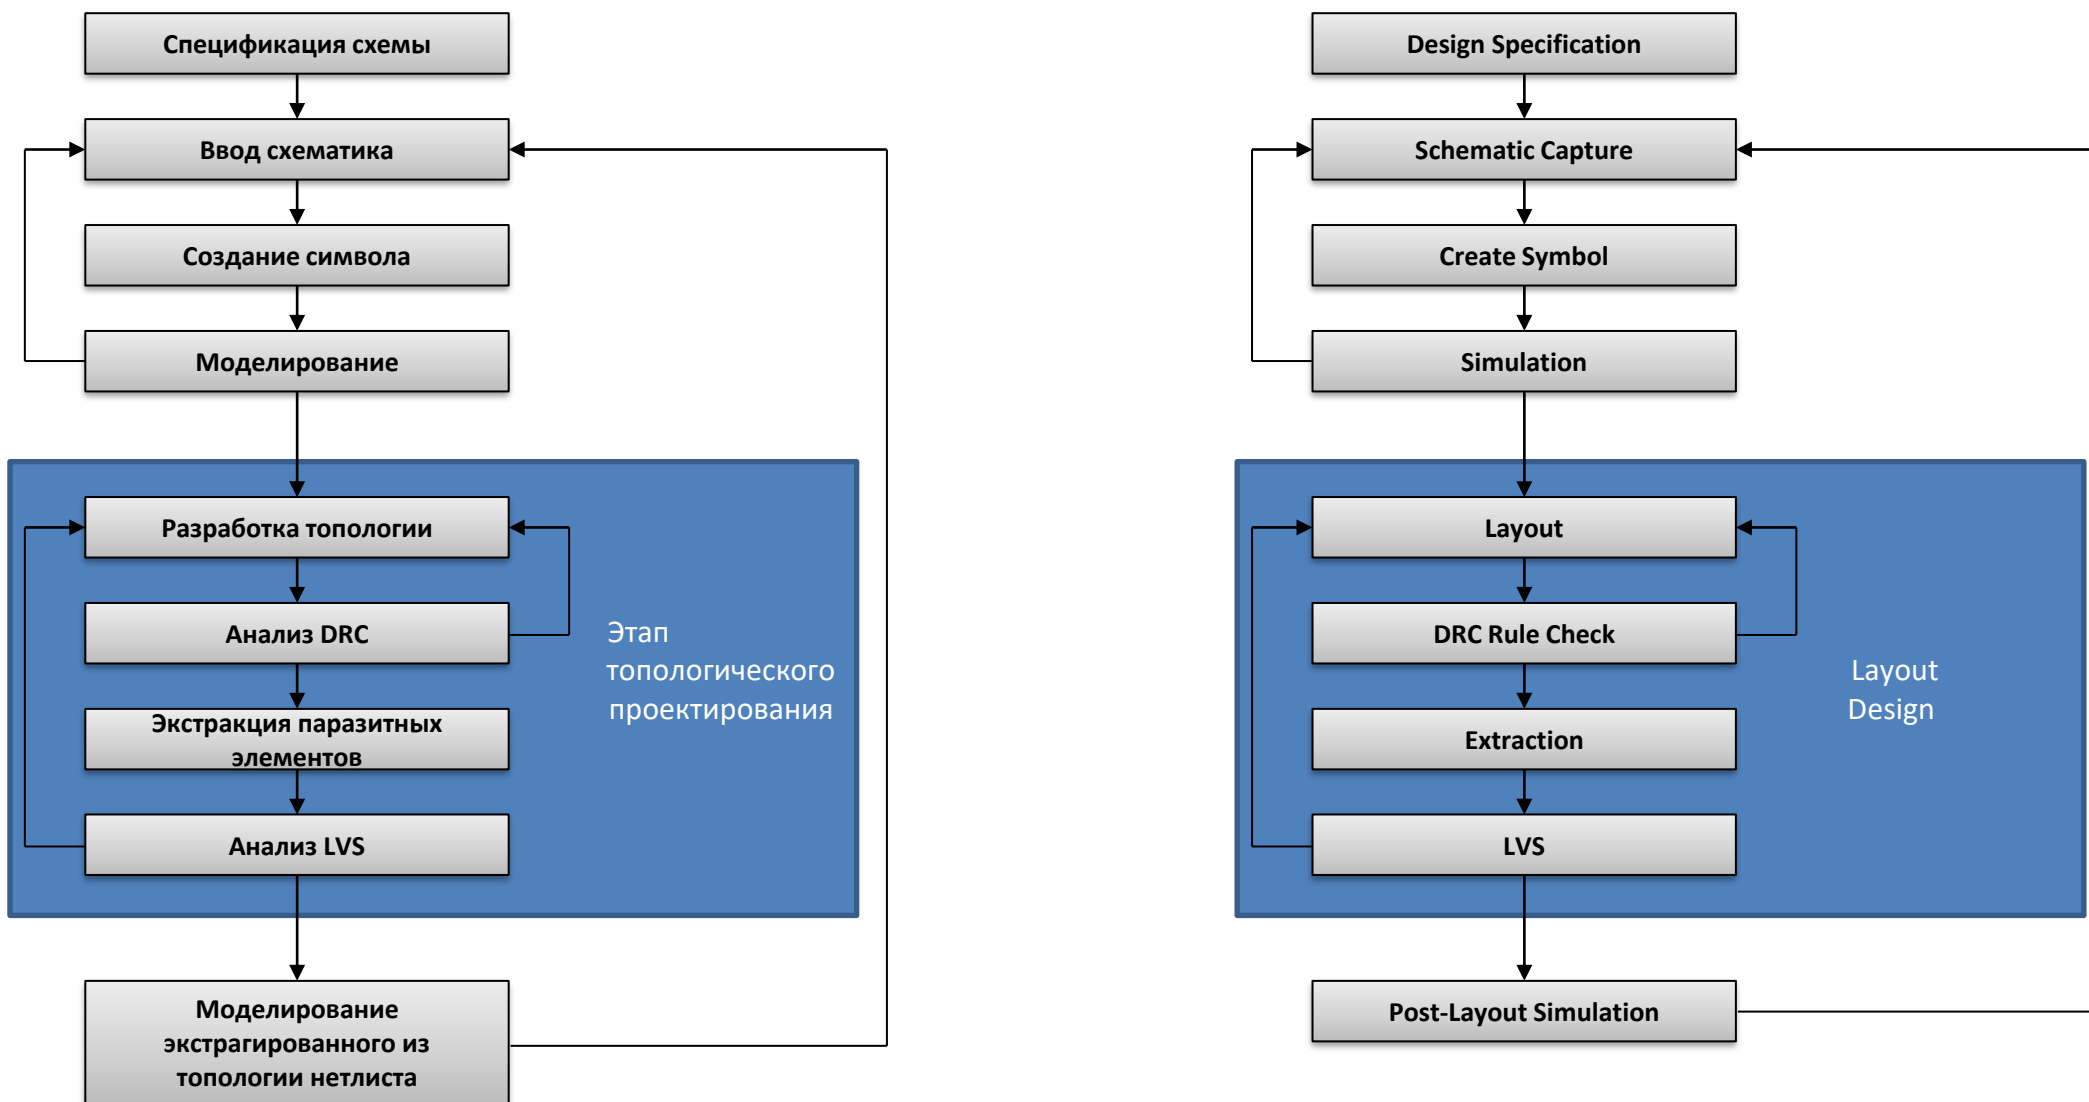 Спецификация схемы
Ввод схематика
Создание символа
Моделирование
Разработка топологии
Анализ DRC
Этап
топологического
проектирования
Экстракция паразитных
элементов
Анализ LVS
Моделирование
экстрагированного из
топологии нетлиста
Design Specification
Schematic Capture
Create Symbol
Simulation
Layout
DRC Rule Check
Layout
Design
Extraction
LVS
Post-Layout Simulation